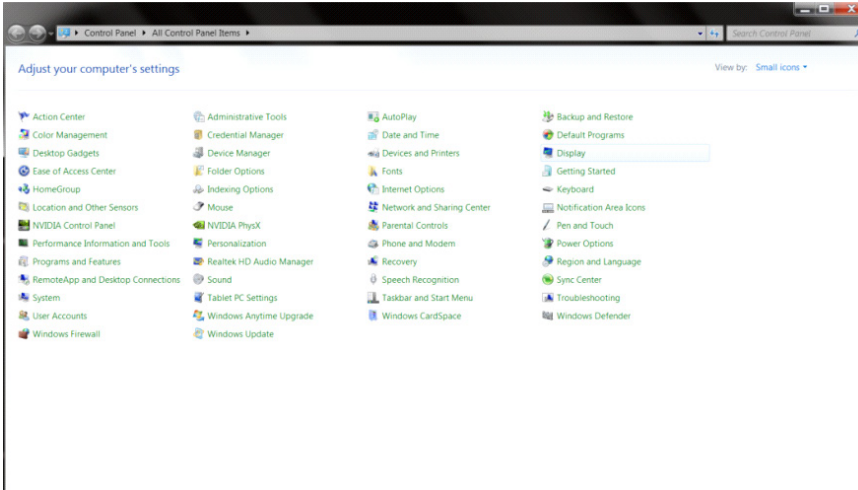 Control Panel ▸ All Control Panel Items ▸ Search Control Panel
Adjust your computer's settings View by: Small icons
Action Center Administrative Tools AutoPlay Backup and Restore
Color Management Credential Manager Date and Time Default Programs
Desktop Gadgets Device Manager Devices and Printers Display
Ease of Access Center Folder Options Fonts Getting Started
HomeGroup Indexing Options Internet Options Keyboard
Location and Other Sensors Mouse Network and Sharing Center Notification Area Icons
NVIDIA Control Panel NVIDIA PhysX Parental Controls Pen and Touch
Performance Information and Tools Personalization Phone and Modem Power Options
Programs and Features Realtek HD Audio Manager Recovery Region and Language
RemoteApp and Desktop Connections Sound Speech Recognition Sync Center
System Tablet PC Settings Taskbar and Start Menu Troubleshooting
User Accounts Windows Anytime Upgrade Windows CardSpace Windows Defender
Windows Firewall Windows Update